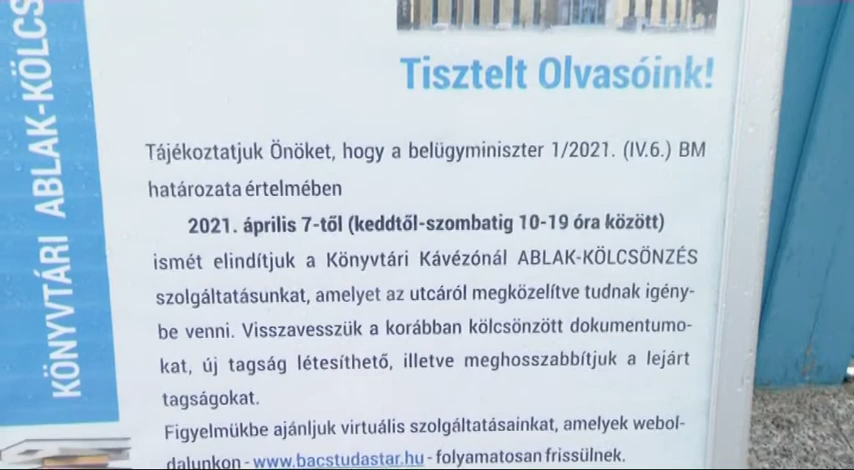 KÖNYVTÁRI ABLAK-KÖLCS
Tisztelt Olvasóink!
Tájékoztatjuk Önöket, hogy a belügyminiszter 1/2021. (IV.6.) BM
határozata értelmében
2021. április 7-től (keddtől-szombatig 10-19 óra között)
ismét elindítjuk a Könyvtári Kávézónál ABLAK-KÖLCSÖNZÉS
szolgáltatásunkat, amelyet az utcáról megközelítve tudnak igény-
be venni. Visszavesszük a korábban kölcsönzött dokumentumo-
kat, új tagság létesíthető, illetve meghosszabbítjuk a lejárt
tagságokat.
Figyelmükbe ajánljuk virtuális szolgáltatásainkat, amelyek webol-
dalunkon - www.bacstudastar.hu - folyamatosan frissülnek.